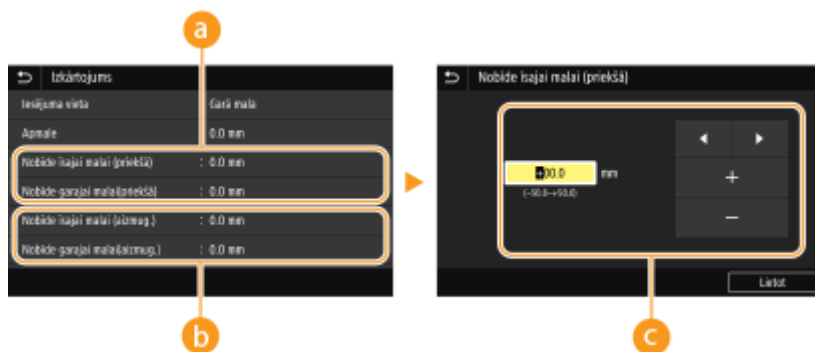 a
Izkārtojums
Iesējuma vieta Garā mala
Apmale 0.0 mm
Nobīde īsajai malai (priekšā) : 0.0 mm
Nobīde garajai malai(priekšā) : 0.0 mm
Nobīde īsajai malai (aizmug.) : 0.0 mm
Nobīde garajai malai(aizmug.) : 0.0 mm
b
Nobīde īsajai malai (priekšā)
+00.0 mm
(-50.0~+50.0)
+
−
Lietot
c